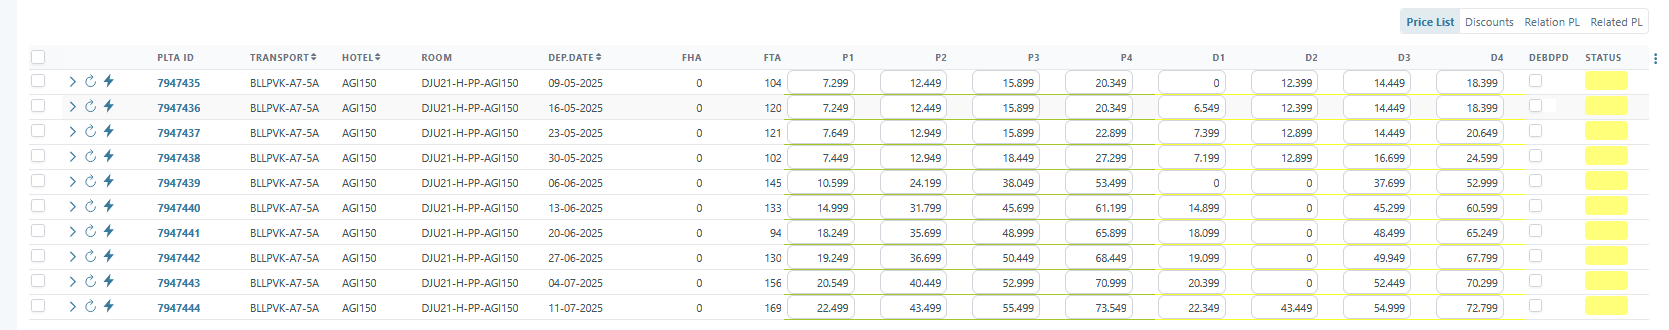 Price List Discounts Relation PL Related PL
PLTA ID TRANSPORT HOTEL ROOM DEP.DATE FHA FTA P1 P2 P3 P4 D1 D2 D3 D4 DEBDPD STATUS
7947435 BLLPVK-A7-5A AGI150 DJU21-H-PP-AGI150 09-05-2025 0 104 7.299 12.449 15.899 20.349 0 12.399 14.449 18.399
7947436 BLLPVK-A7-5A AGI150 DJU21-H-PP-AGI150 16-05-2025 0 120 7.249 12.449 15.899 20.349 6.549 12.399 14.449 18.399
7947437 BLLPVK-A7-5A AGI150 DJU21-H-PP-AGI150 23-05-2025 0 121 7.649 12.949 15.899 22.899 7.399 12.899 14.449 20.649
7947438 BLLPVK-A7-5A AGI150 DJU21-H-PP-AGI150 30-05-2025 0 102 7.449 12.949 18.449 27.299 7.199 12.899 16.699 24.599
7947439 BLLPVK-A7-5A AGI150 DJU21-H-PP-AGI150 06-06-2025 0 145 10.599 24.199 38.049 53.499 0 0 37.699 52.999
7947440 BLLPVK-A7-5A AGI150 DJU21-H-PP-AGI150 13-06-2025 0 133 14.999 31.799 45.699 61.199 14.899 0 45.299 60.599
7947441 BLLPVK-A7-5A AGI150 DJU21-H-PP-AGI150 20-06-2025 0 94 18.249 35.699 48.999 65.899 18.099 0 48.499 65.249
7947442 BLLPVK-A7-5A AGI150 DJU21-H-PP-AGI150 27-06-2025 0 130 19.249 36.699 50.449 68.449 19.099 0 49.949 67.799
7947443 BLLPVK-A7-5A AGI150 DJU21-H-PP-AGI150 04-07-2025 0 156 20.549 40.449 52.999 70.999 20.399 0 52.449 70.299
7947444 BLLPVK-A7-5A AGI150 DJU21-H-PP-AGI150 11-07-2025 0 169 22.499 43.499 55.499 73.549 22.349 43.449 54.999 72.799